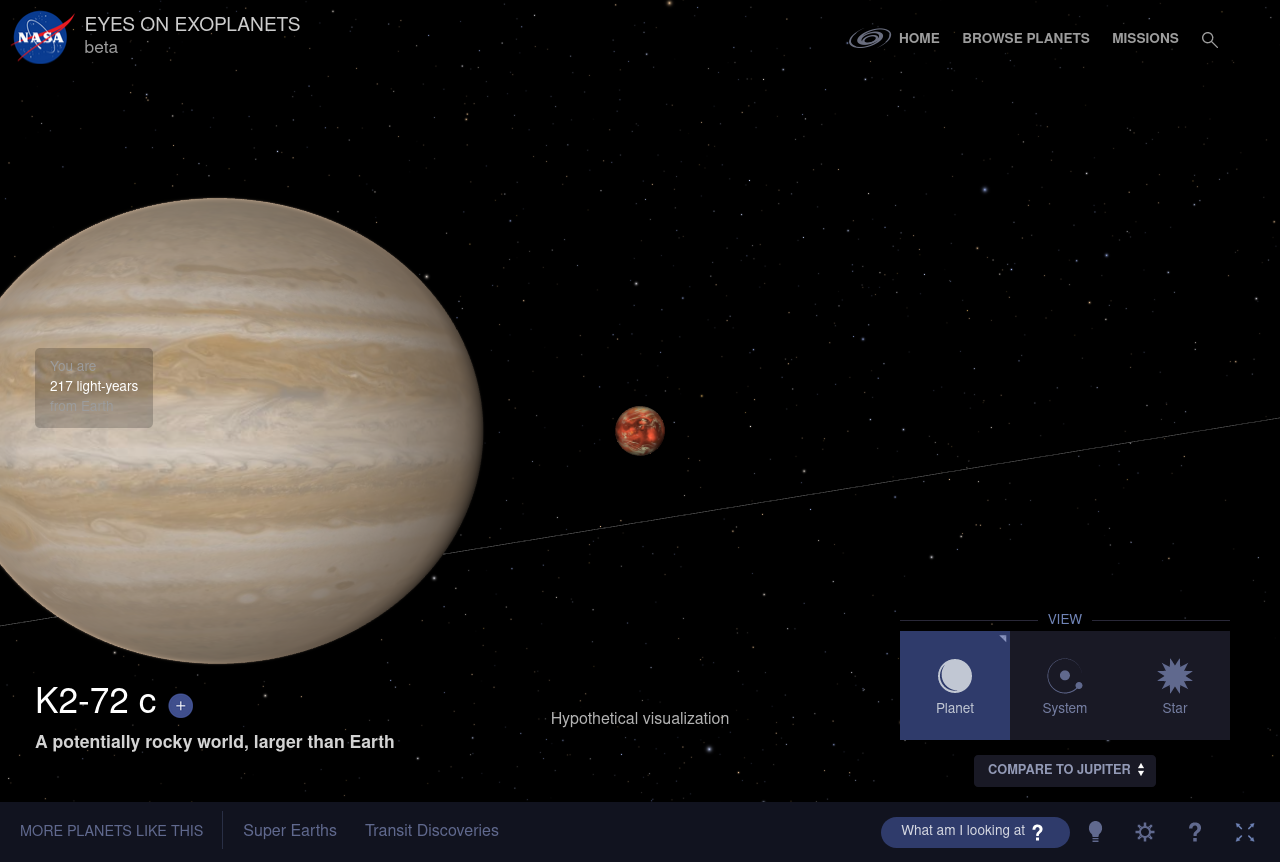 NASA
EYES ON EXOPLANETS
beta
HOME
BROWSE PLANETS
MISSIONS
You are
217 light-years
from Earth
K2-72 c
+
A potentially rocky world, larger than Earth
Hypothetical visualization
VIEW
Planet
System
Star
COMPARE TO JUPITER
MORE PLANETS LIKE THIS
Super Earths
Transit Discoveries
What am I looking at ?
?